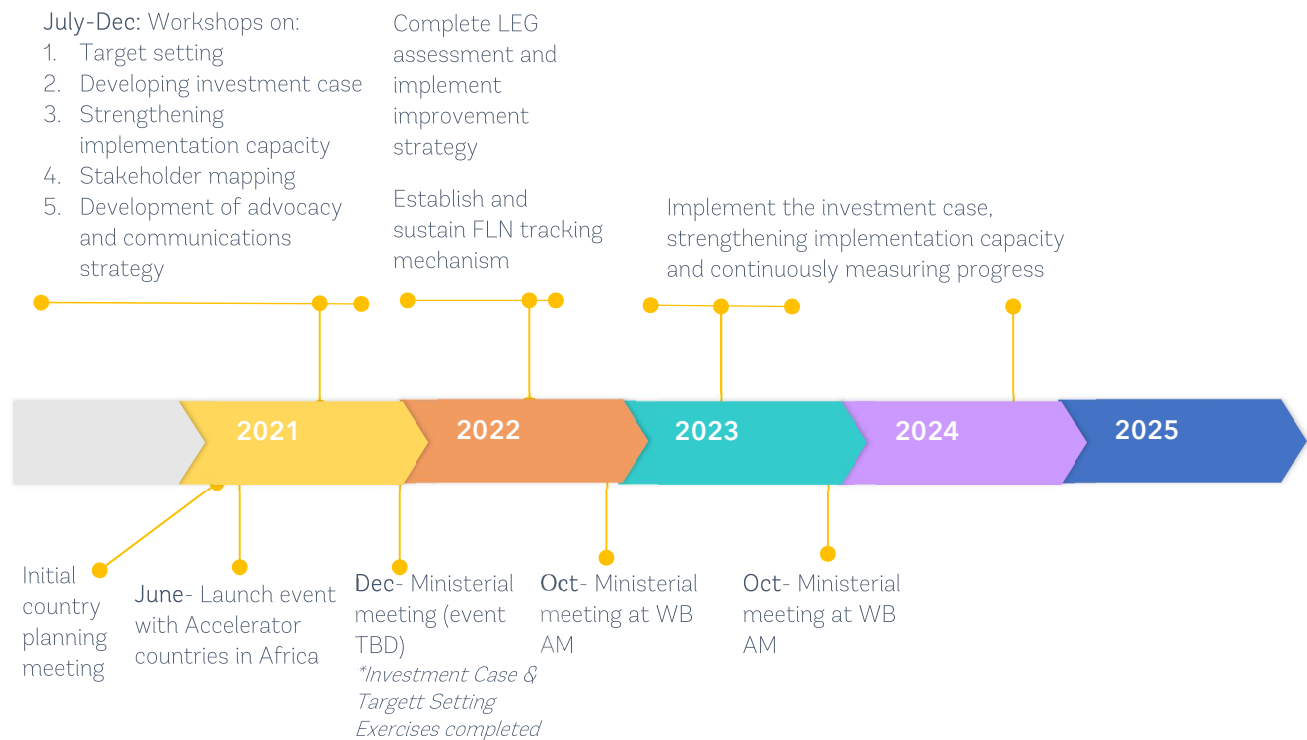 July-Dec: Workshops on:
1. Target setting
2. Developing investment case
3. Strengthening
implementation capacity
4. Stakeholder mapping
5. Development of advocacy
and communications
strategy
Complete LEG
assessment and
implement
improvement
strategy
Establish and
sustain FLN tracking
mechanism
Implement the investment case,
strengthening implementation capacity
and continuously measuring progress
2021
2022
2023
2024
2025
Initial
country
planning
meeting
June- Launch event
with Accelerator
countries in Africa
Dec- Ministerial
meeting (event
TBD)
*Investment Case &
Targett Setting
Exercises completed
Oct- Ministerial
meeting at WB
AM
Oct- Ministerial
meeting at WB
AM